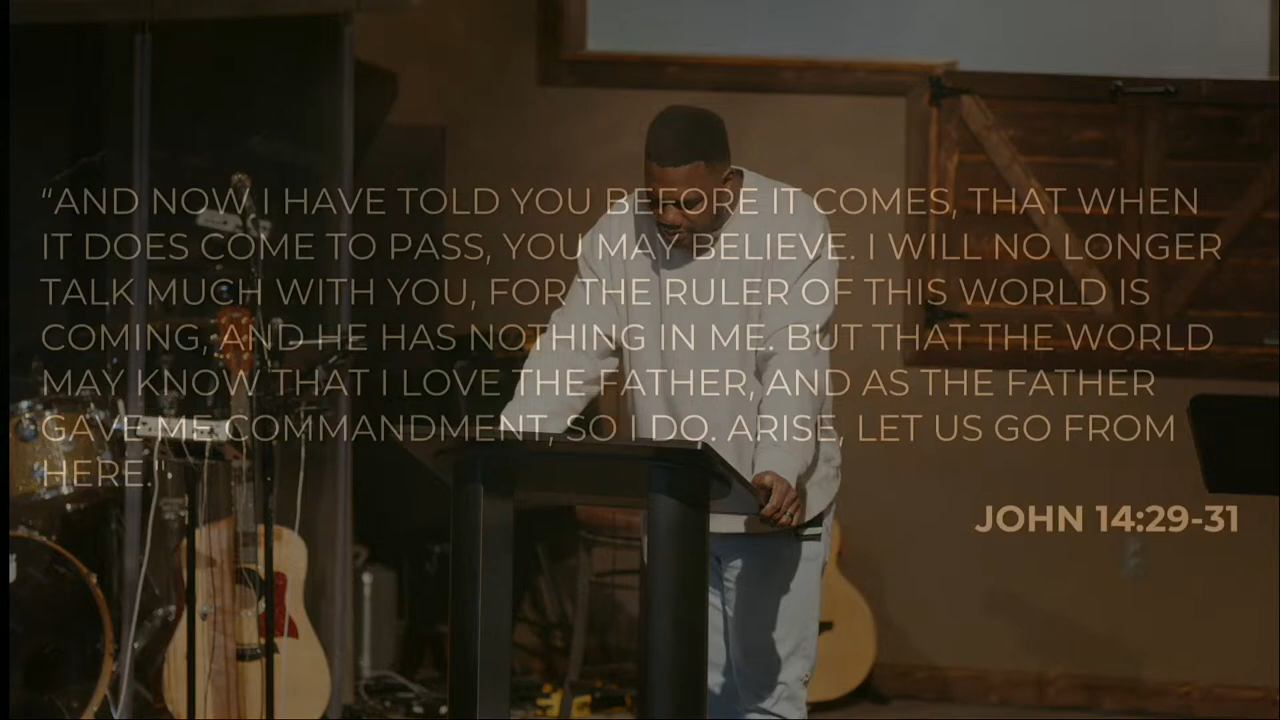 “AND NOW I HAVE TOLD YOU BEFORE IT COMES, THAT WHEN
IT DOES COME TO PASS, YOU MAY BELIEVE. I WILL NO LONGER
TALK MUCH WITH YOU, FOR THE RULER OF THIS WORLD IS
COMING, AND HE HAS NOTHING IN ME. BUT THAT THE WORLD
MAY KNOW THAT I LOVE THE FATHER, AND AS THE FATHER
GAVE ME COMMANDMENT, SO I DO. ARISE, LET US GO FROM
HERE."
JOHN 14:29-31